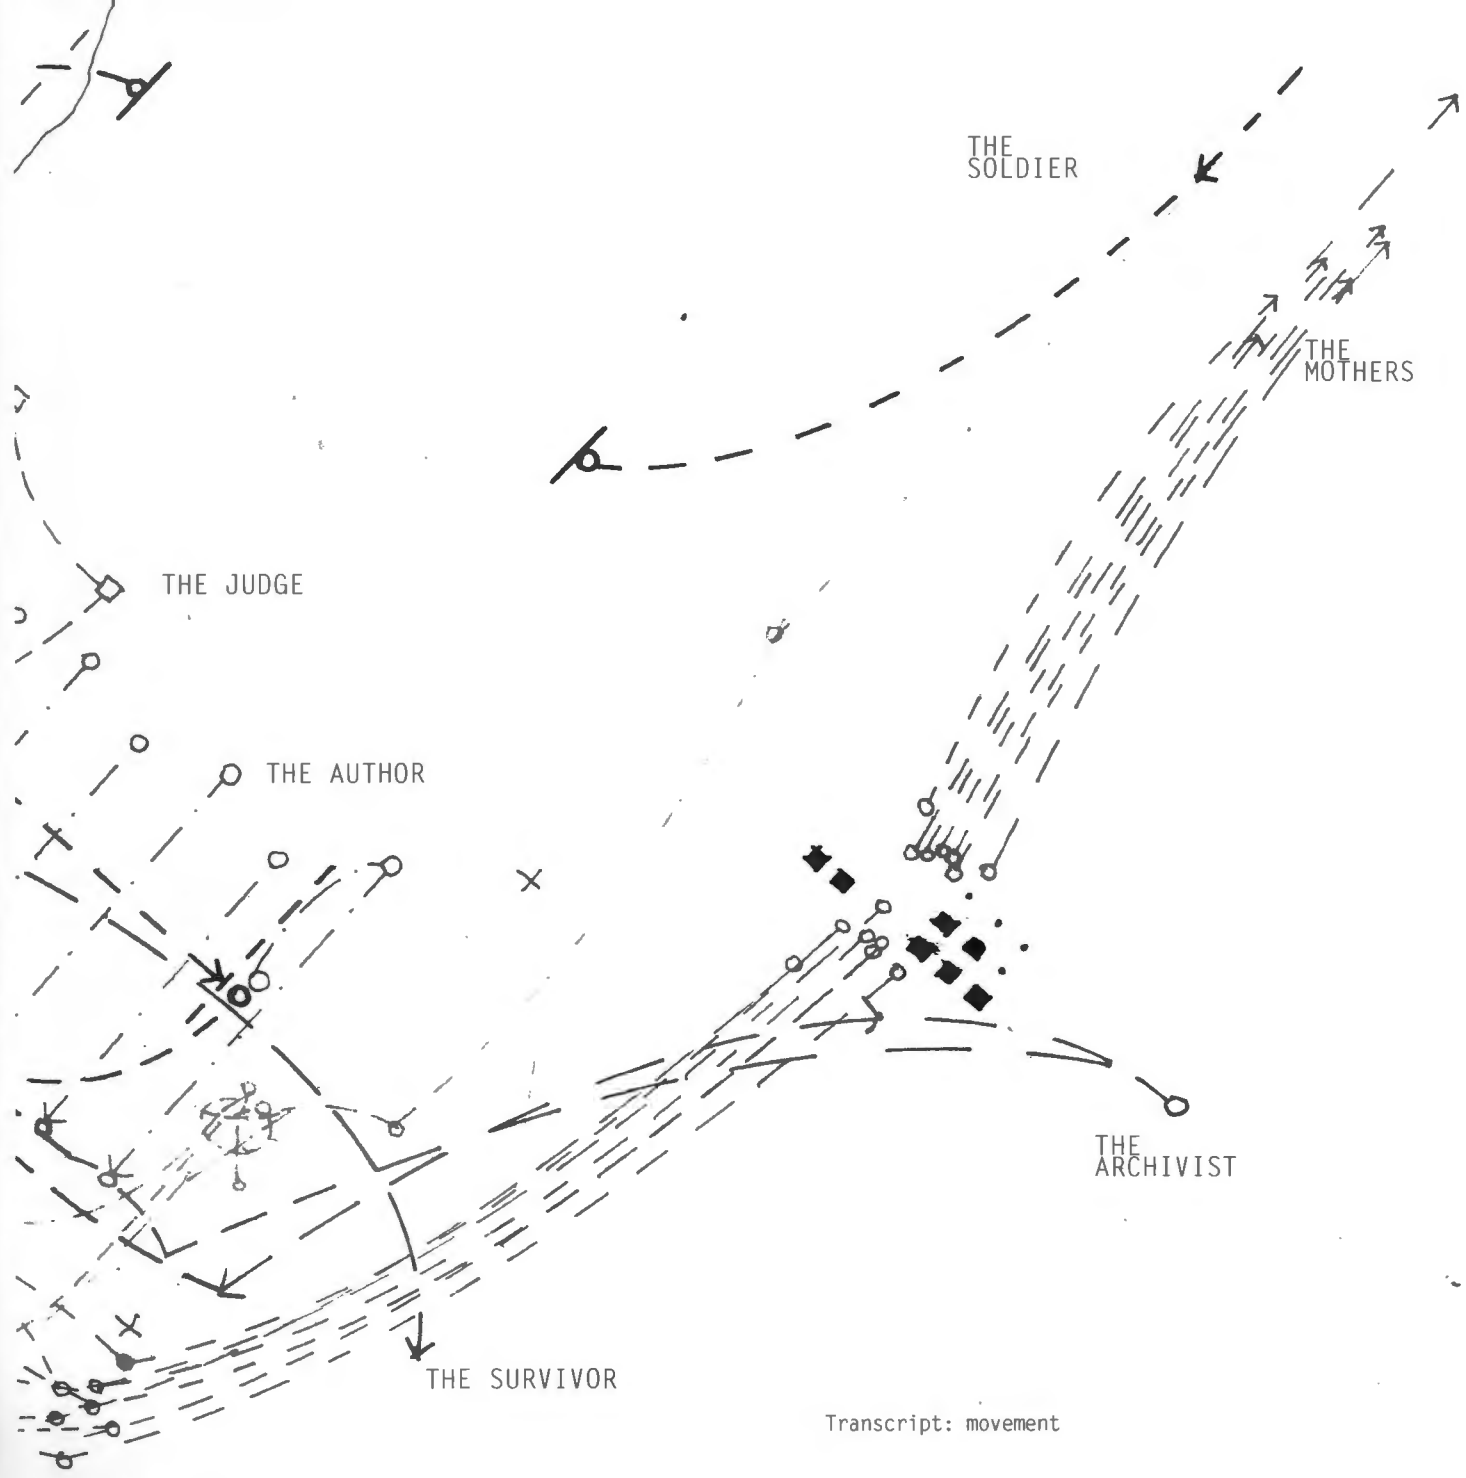 THE
SOLDIER
THE
MOTHERS
THE JUDGE
THE AUTHOR
THE
ARCHIVIST
THE SURVIVOR
Transcript: movement